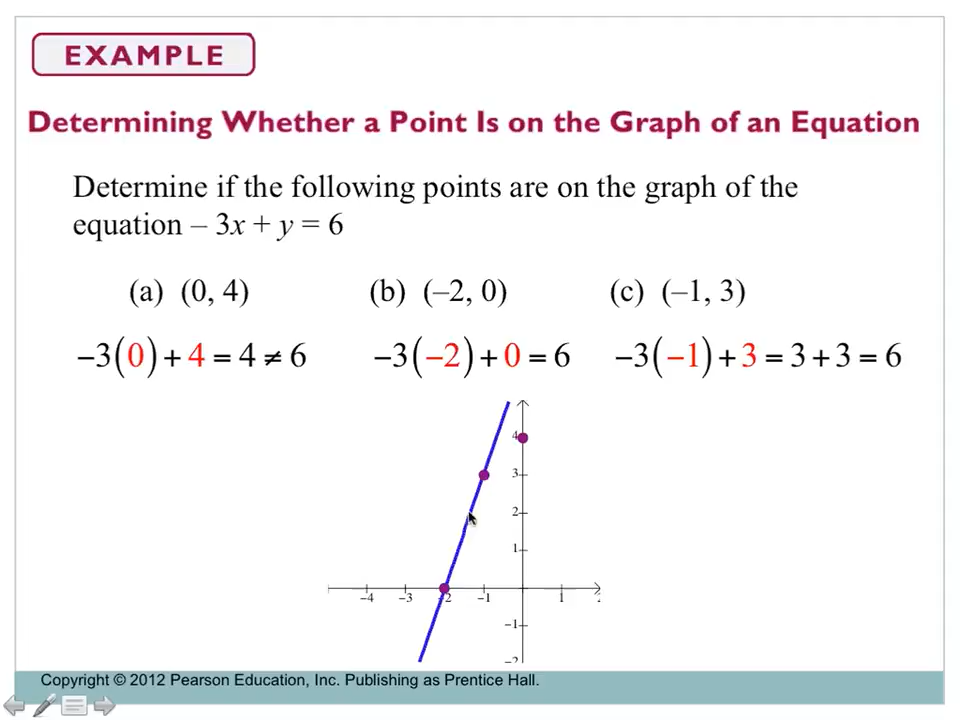 EXAMPLE
Determining Whether a Point Is on the Graph of an Equation
Determine if the following points are on the graph of the
equation – 3x + y = 6
(a) (0, 4) (b) (–2, 0) (c) (–1, 3)
−3(0) + 4 = 4 ≠ 6 −3(−2) + 0 = 6 −3(−1) + 3 = 3 + 3 = 6
4
3
2
1
−4 −3 −2 −1 1
−1
−2
Copyright © 2012 Pearson Education, Inc. Publishing as Prentice Hall.